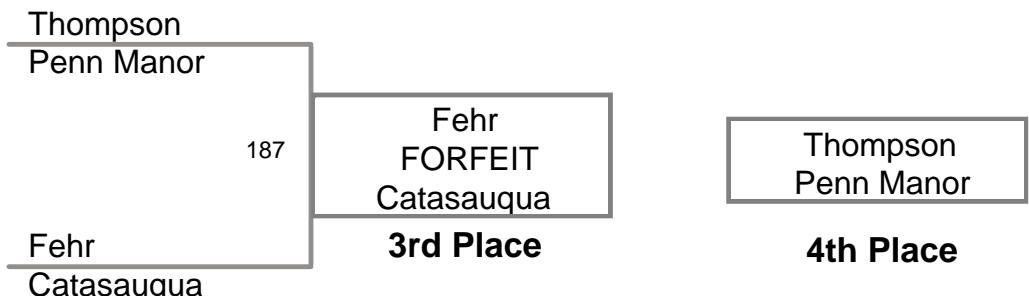 Thompson
Penn Manor
187
Fehr
FORFEIT
Catasauqua
3rd Place
Thompson
Penn Manor
4th Place
Fehr
Catasauqua